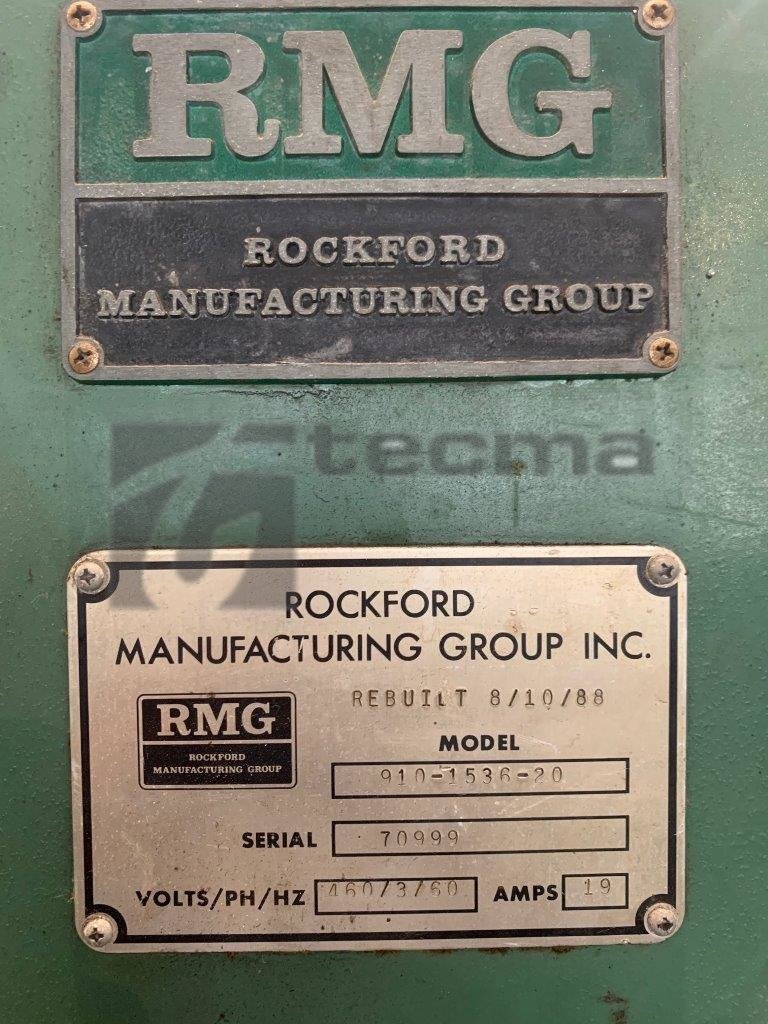 RMG
ROCKFORD
MANUFACTURING GROUP
tecma
ROCKFORD
MANUFACTURING GROUP INC.
REBUILT 8/10/88
RMG
ROCKFORD
MANUFACTURING GROUP
MODEL
910-1536-20
SERIAL 70999
VOLTS/PH/HZ 460/3/60 AMPS 19